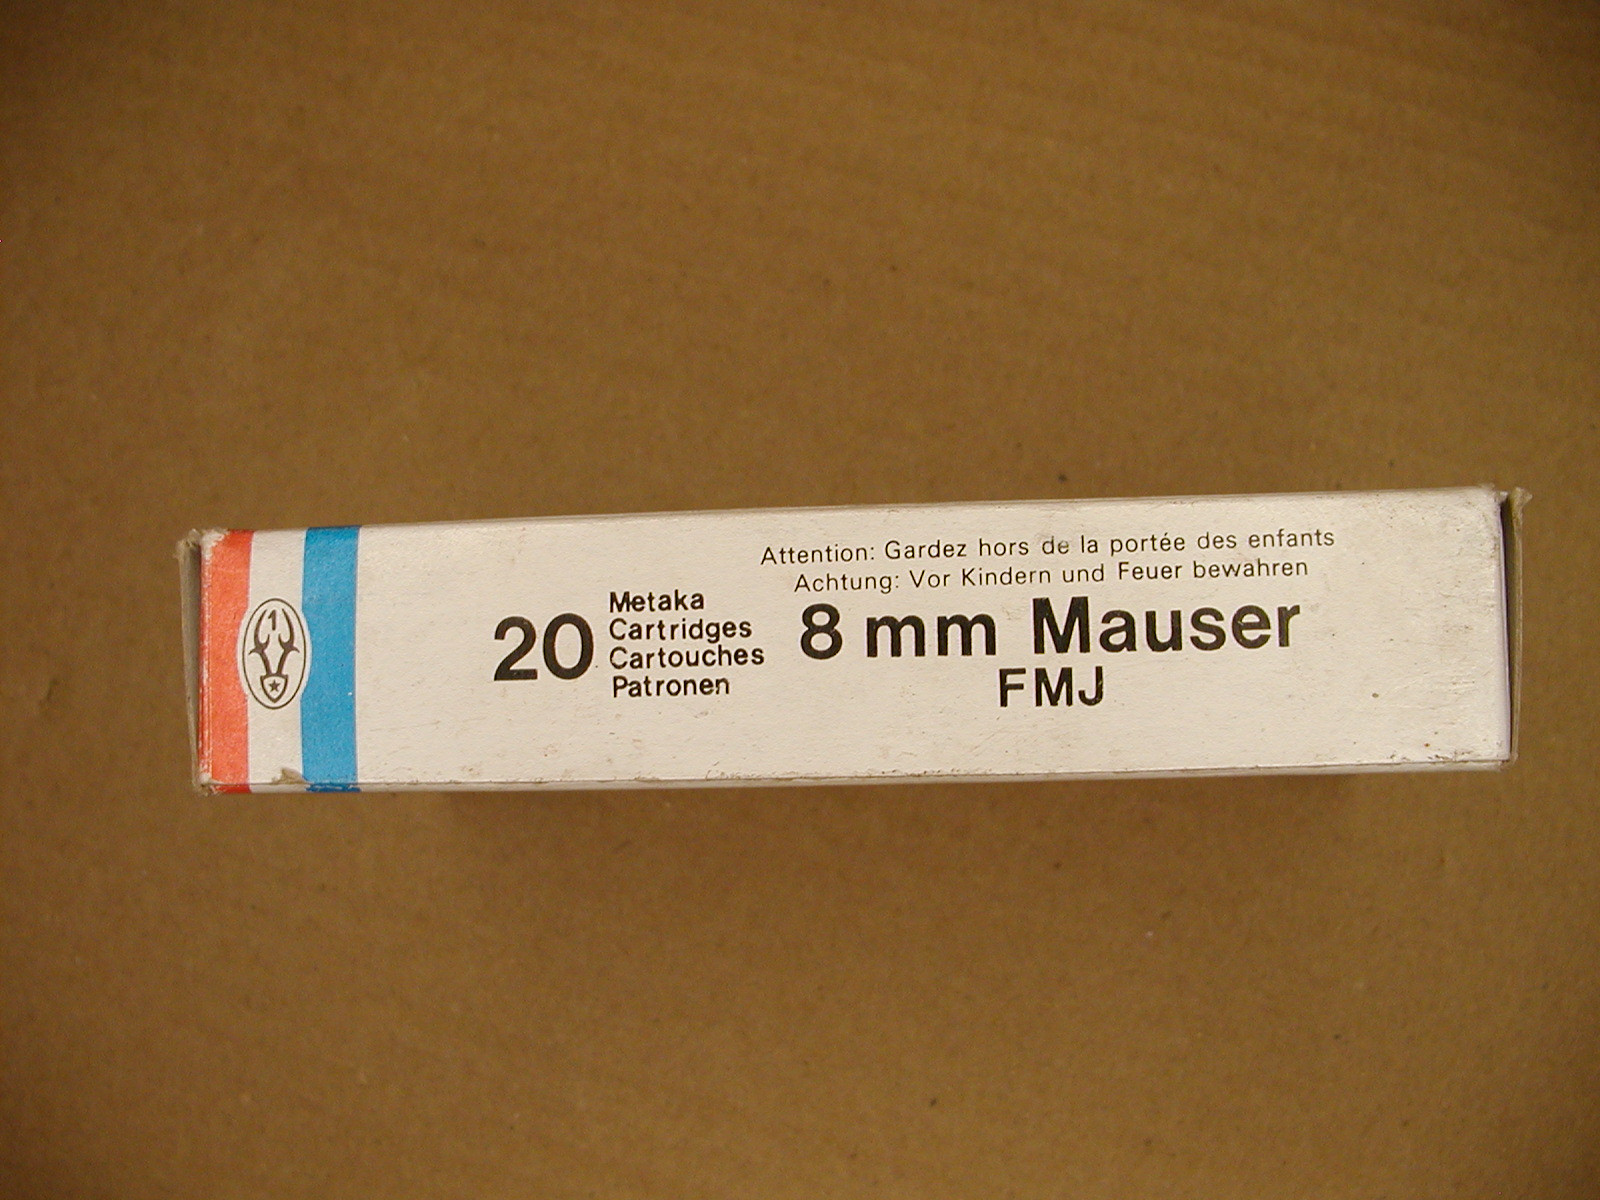 Attention: Gardez hors de la portée des enfants
Achtung: Vor Kindern und Feuer bewahren
20
Metaka
Cartridges
Cartouches
Patronen
8 mm Mauser
FMJ
1